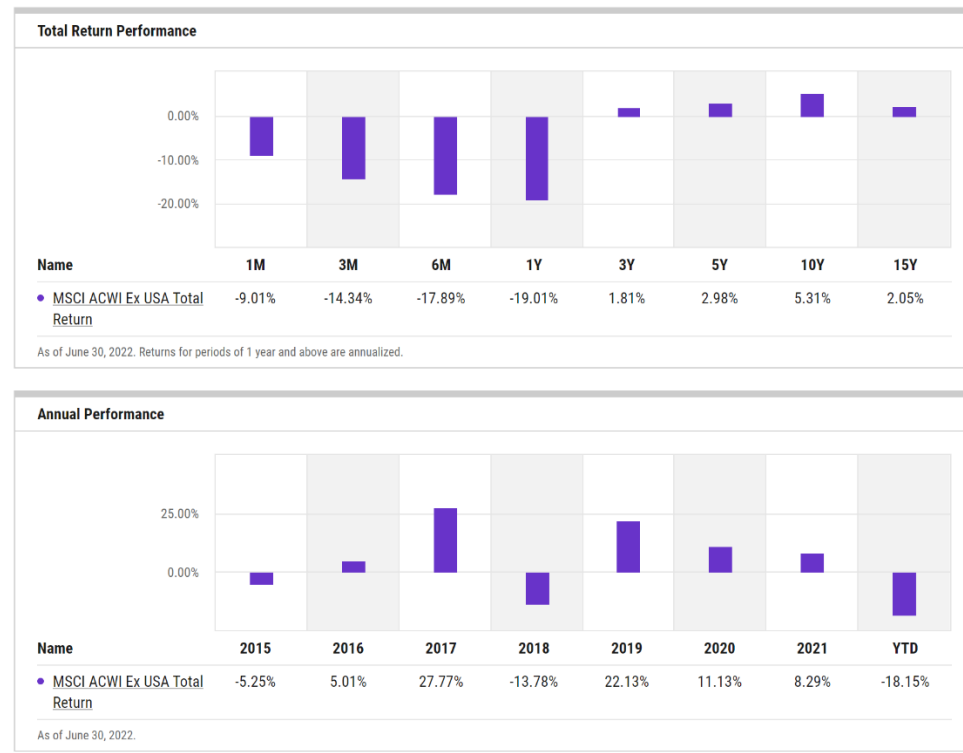 Total Return Performance
0.00%
-10.00%
-20.00%
Name 1M 3M 6M 1Y 3Y 5Y 10Y 15Y
MSCI ACWI Ex USA Total -9.01% -14.34% -17.89% -19.01% 1.81% 2.98% 5.31% 2.05%
Return
As of June 30, 2022. Returns for periods of 1 year and above are annualized.
Annual Performance
25.00%
0.00%
Name 2015 2016 2017 2018 2019 2020 2021 YTD
MSCI ACWI Ex USA Total -5.25% 5.01% 27.77% -13.78% 22.13% 11.13% 8.29% -18.15%
Return
As of June 30, 2022.